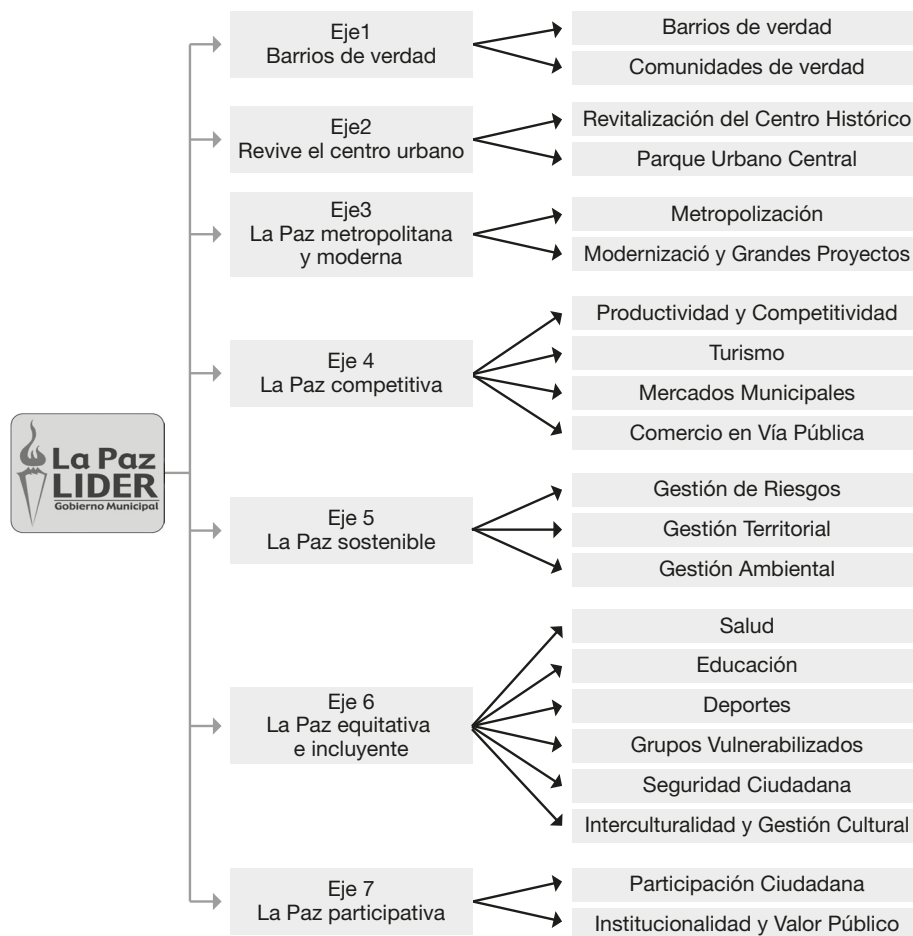 Eje1
Barrios de verdad
Barrios de verdad
Comunidades de verdad
Eje2
Revive el centro urbano
Revitalización del Centro Histórico
Parque Urbano Central
Eje3
La Paz metropolitana
y moderna
Metropolización
Modernizació y Grandes Proyectos
Eje 4
La Paz competitiva
Productividad y Competitividad
Turismo
Mercados Municipales
Comercio en Vía Pública
La Paz
LIDER
Gobierno Municipal
Eje 5
La Paz sostenible
Gestión de Riesgos
Gestión Territorial
Gestión Ambiental
Eje 6
La Paz equitativa
e incluyente
Salud
Educación
Deportes
Grupos Vulnerabilizados
Seguridad Ciudadana
Interculturalidad y Gestión Cultural
Eje 7
La Paz participativa
Participación Ciudadana
Institucionalidad y Valor Público